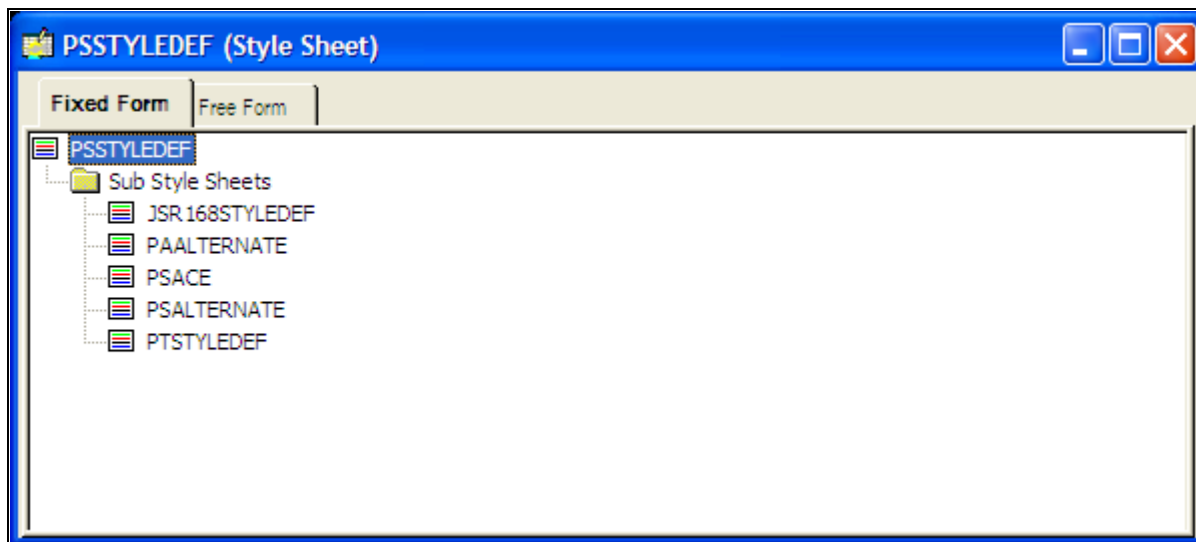 PSSTYLEDEF (Style Sheet)
Fixed Form Free Form
PSSTYLEDEF
Sub Style Sheets
JSR168STYLEDEF
PAALTERNATE
PSACE
PSALTERNATE
PTSTYLEDEF